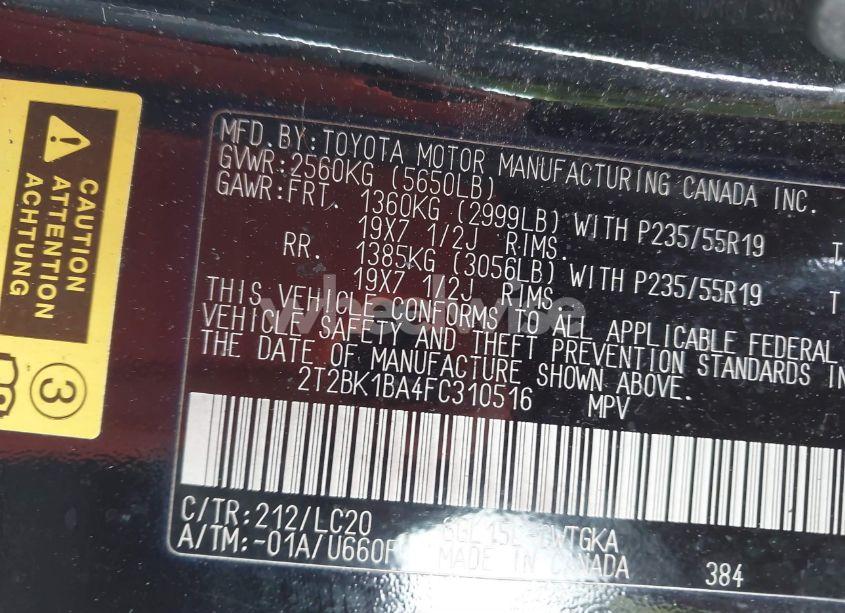 CAUTION
ATTENTION
ACHTUNG
3
MFD.BY:TOYOTA MOTOR MANUFACTURING CANADA INC.
GVWR:2560KG (5650LB)
GAWR:FRT. 1360KG (2999LB) WITH P235/55R19
19X7 1/2J RIMS.
RR. 1385KG (3056LB) WITH P235/55R19
19X7 1/2J RIMS
THIS VEHICLE CONFORMS TO ALL APPLICABLE FEDERAL
VEHICLE SAFETY AND THEFT PREVENTION STANDARDS IN
THE DATE OF MANUFACTURE SHOWN ABOVE.
2T2BK1BA4FC310516 MPV
C/TR:212/LC20
A/TM:-01A/U660F MADE IN CANADA 384